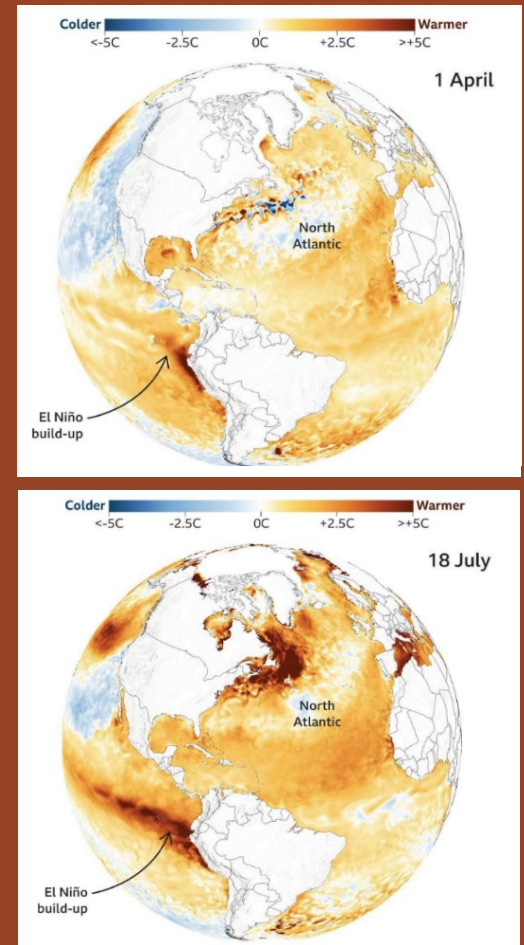 Colder Warmer
<-5C -2.5C 0C +2.5C >+5C
1 April
North
Atlantic
El Niño
build-up
Colder Warmer
<-5C -2.5C 0C +2.5C >+5C
18 July
North
Atlantic
El Niño
build-up